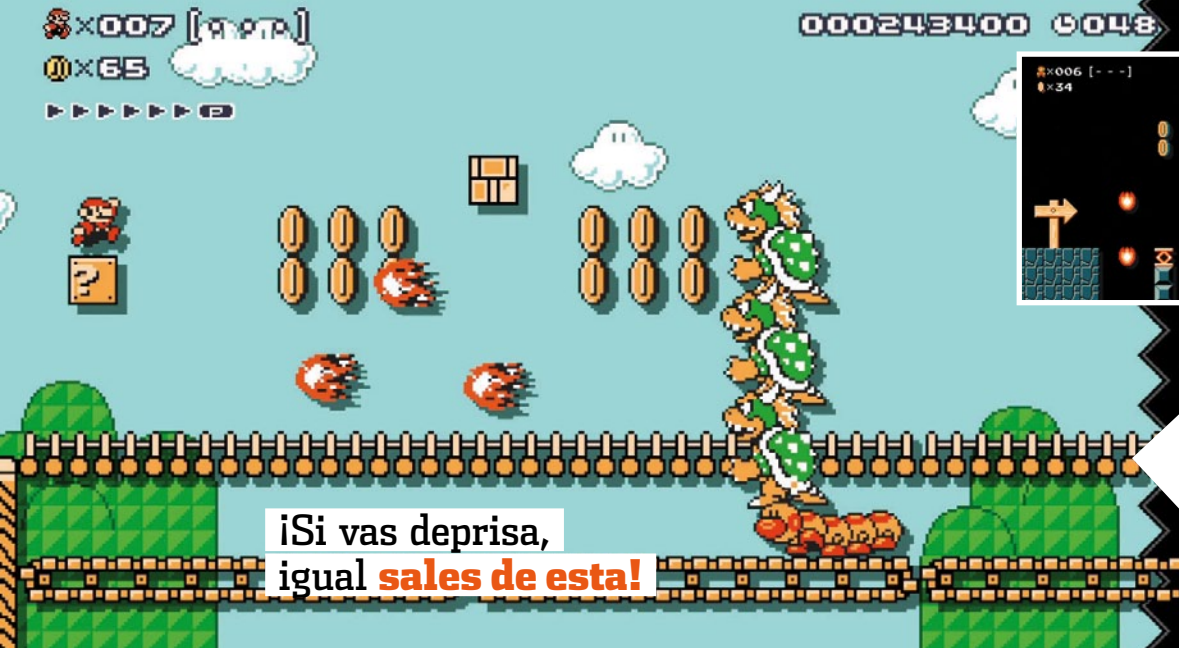 ×007 [- - -]
000243400 048
×65
P
×006 [- - -]
×34
?
¡Si vas deprisa,
igual sales de esta!